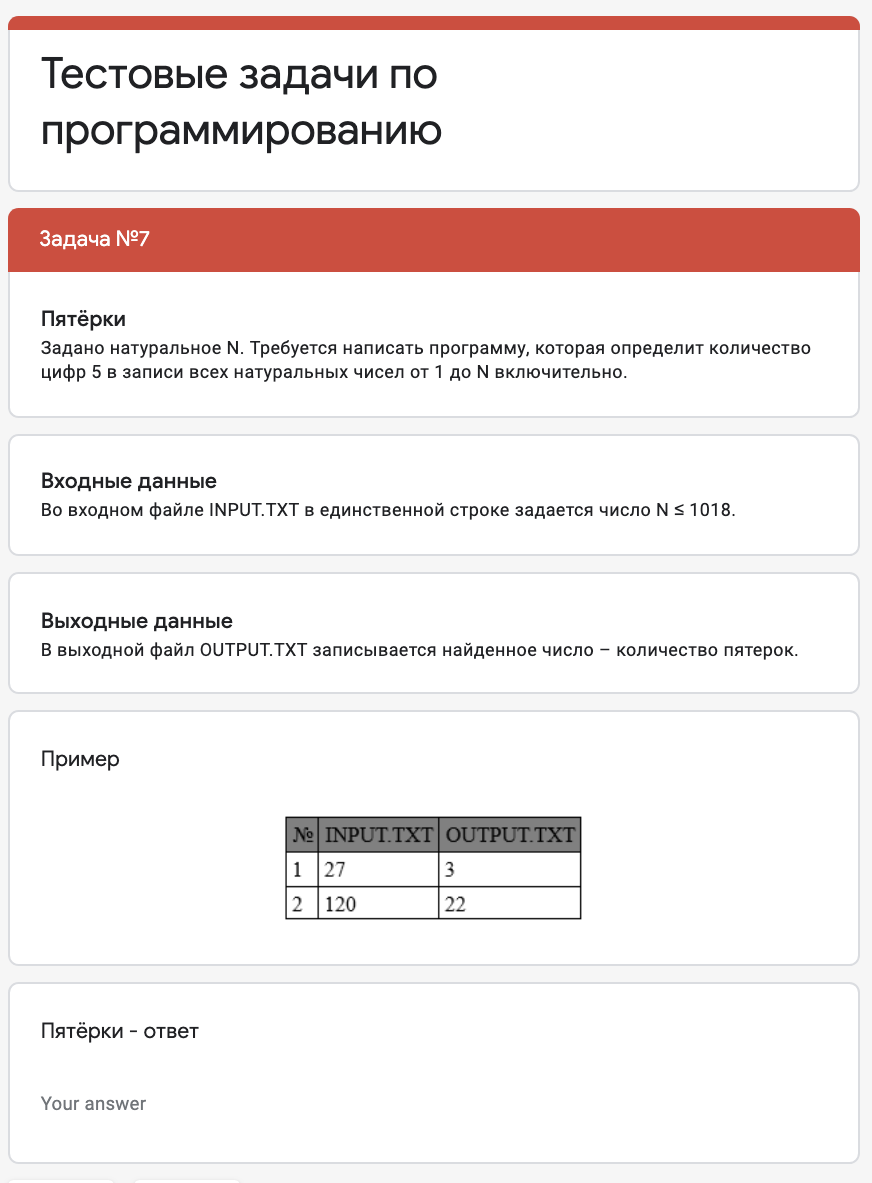 Тестовые задачи по
программированию
Задача №7
Пятёрки
Задано натуральное N. Требуется написать программу, которая определит количество
цифр 5 в записи всех натуральных чисел от 1 до N включительно.
Входные данные
Во входном файле INPUT.TXT в единственной строке задается число N ≤ 1018.
Выходные данные
В выходной файл OUTPUT.TXT записывается найденное число – количество пятерок.
Пример
№ INPUT.TXT OUTPUT.TXT
1 27 3
2 120 22
Пятёрки - ответ
Your answer